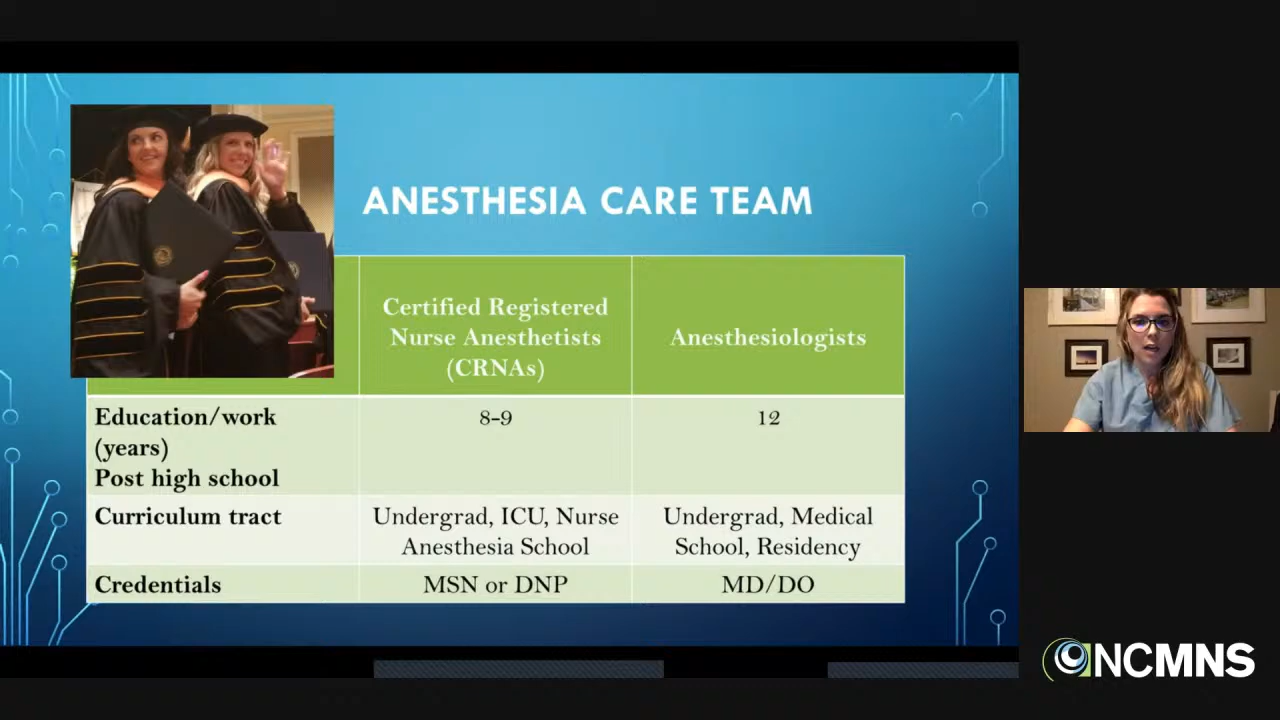 ANESTHESIA CARE TEAM
Certified Registered
Nurse Anesthetists
(CRNAs)
Anesthesiologists
Education/work
(years)
Post high school
8-9
12
Curriculum tract
Undergrad, ICU, Nurse
Anesthesia School
Undergrad, Medical
School, Residency
Credentials
MSN or DNP
MD/DO
NCMNS